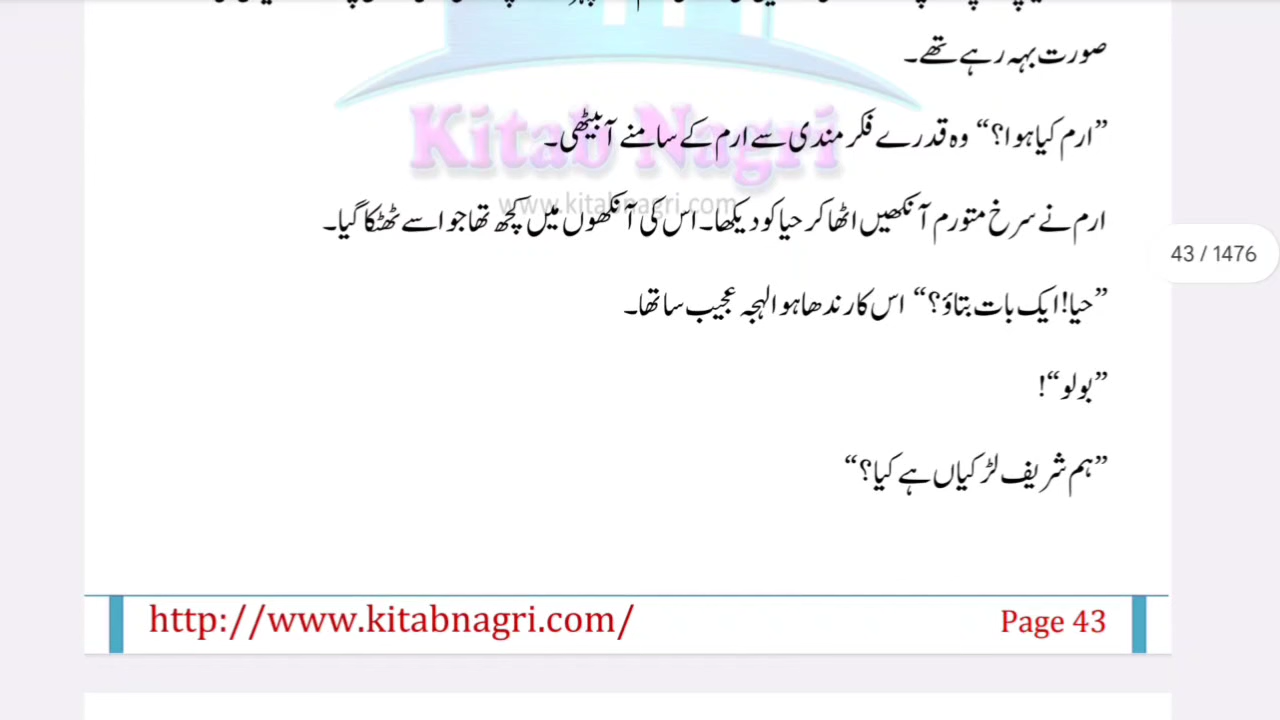 صورت بہہ رہے تھے۔
”ارم کیا ہوا؟“ وہ قدرے فکر مندی سے ارم کے سامنے آ بیٹھی۔
Kitab Nagri
www.kitabnagri.com
ارم نے سرخ متورم آنکھیں اٹھا کر حیا کو دیکھا۔ اس کی آنکھوں میں کچھ تھا جو اسے ٹھٹکا گیا۔
43 / 1476
”حیا! ایک بات بتاؤ؟“ اس کا رندھا ہوا لہجہ عجیب سا تھا۔
”بولو“!
”ہم شریف لڑکیاں ہے کیا؟“
http://www.kitabnagri.com/
Page 43